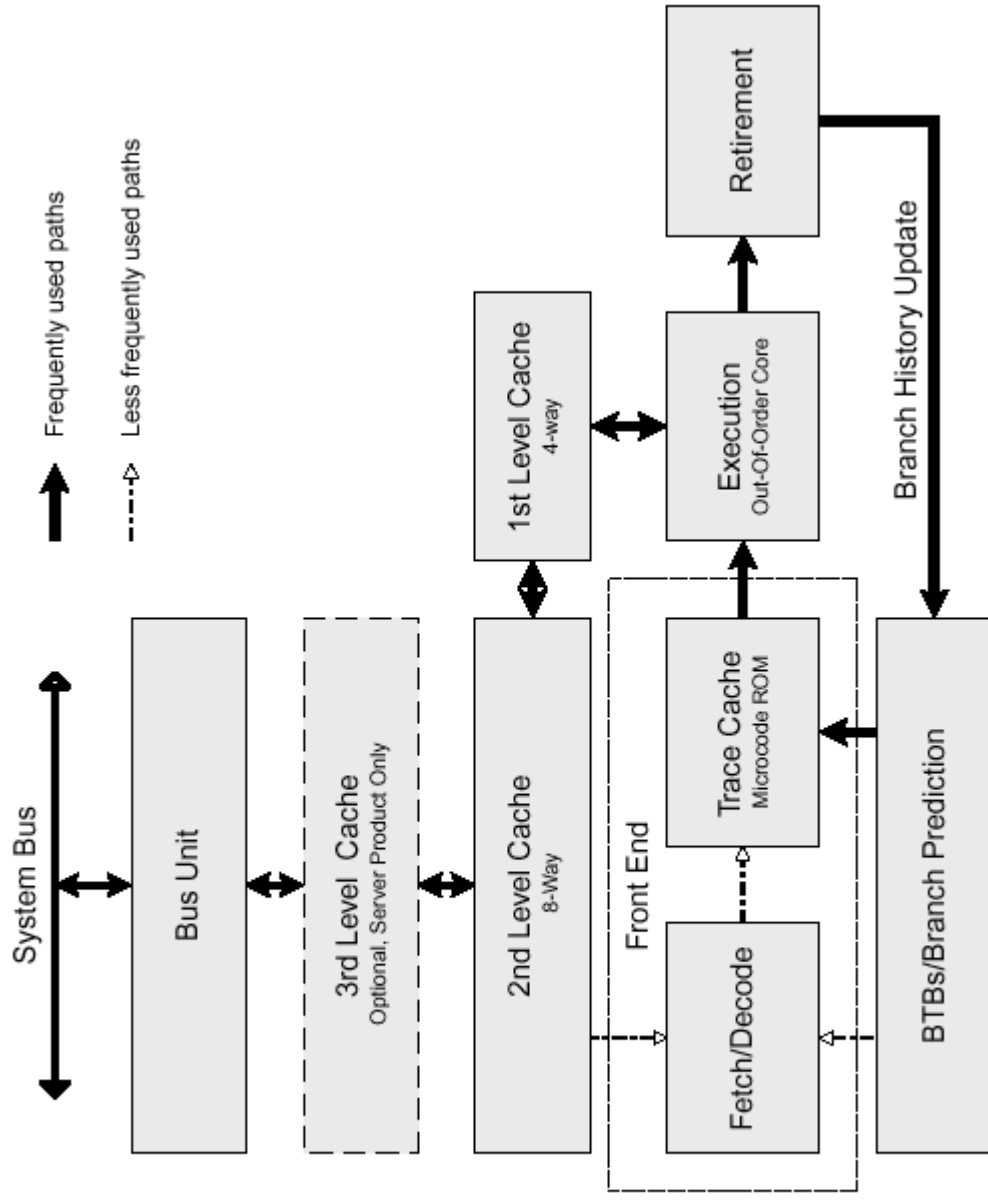 System Bus
Frequently used paths
Less frequently used paths
Bus Unit
3rd Level Cache
Optional, Server Product Only
2nd Level Cache
8-Way
1st Level Cache
4-way
Front End
Fetch/Decode
Trace Cache
Microcode ROM
Execution
Out-Of-Order Core
Retirement
BTBs/Branch Prediction
Branch History Update